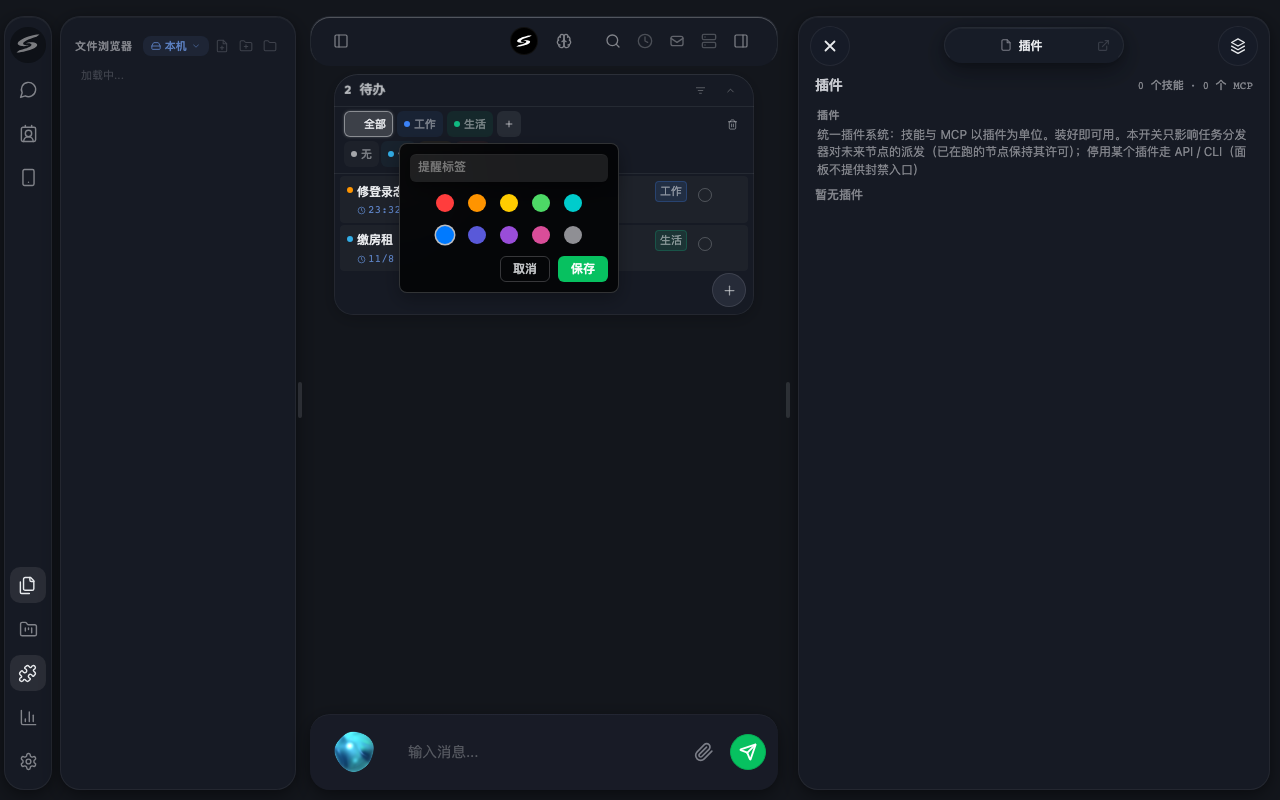 文件浏览器
本机
加载中...
2 待办
全部
工作
生活
+
无
提醒标签
取消
保存
修登录态
23:32
工作
缴房租
11/8
生活
输入消息...
插件
插件
0 个技能 · 0 个 MCP
插件
统一插件系统：技能与 MCP 以插件为单位。装好即可用。本开关只影响任务分发
器对未来节点的派发（已在跑的节点保持其许可）；停用某个插件走 API / CLI（面
板不提供封禁入口）
暂无插件